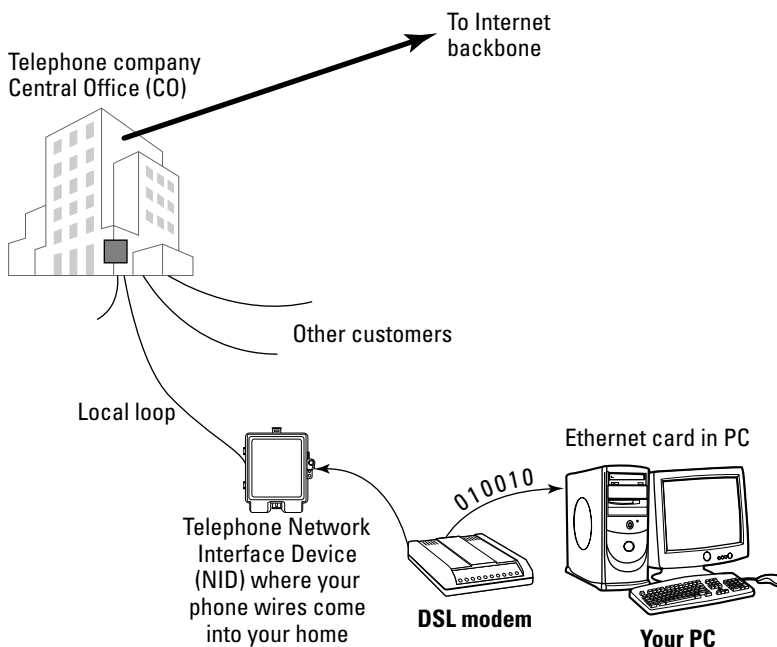 To Internet
backbone
Telephone company
Central Office (CO)
Other customers
Local loop
Ethernet card in PC
010010
Telephone Network
Interface Device
(NID) where your
phone wires come
into your home
DSL modem
Your PC